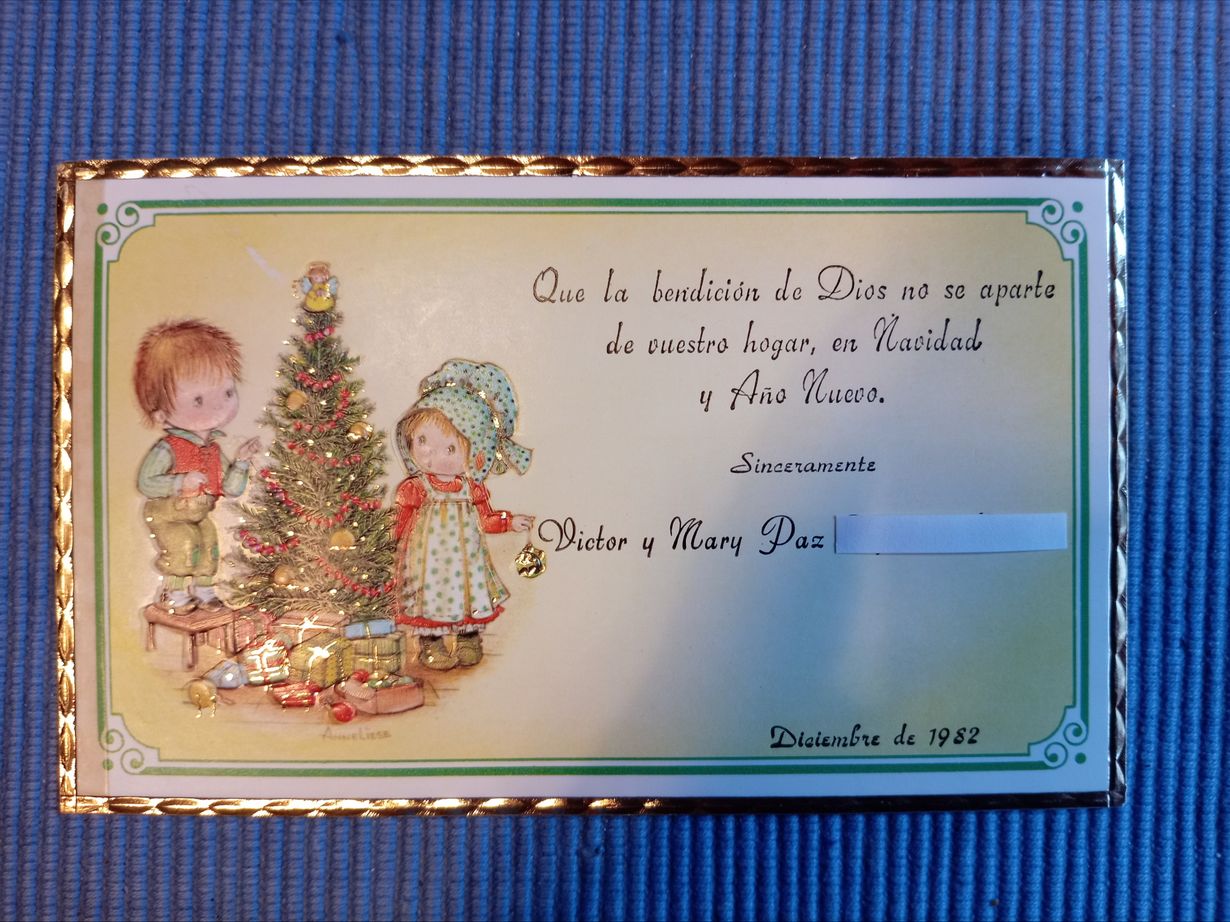 Que la bendición de Dios no se aparte
de vuestro hogar, en Navidad
y Año Nuevo.
Sinceramente
Victor y Mary Paz
Diciembre de 1982
ANNELIESE